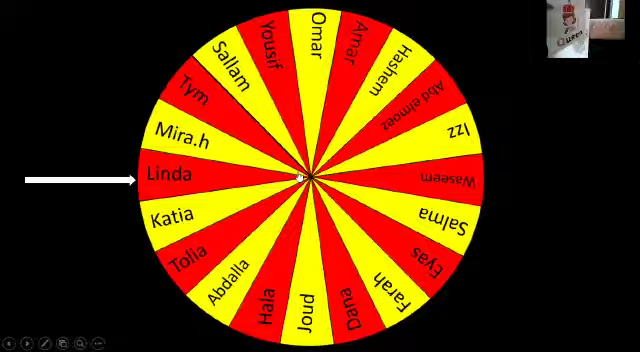 Omar
Amar
Hashem
Abd elmoez
Izz
Waseem
Salma
Eyas
Farah
Dana
Joud
Hala
Abdalla
Tolia
Katia
Linda
Mira.h
Tym
Sallam
Yousif
Queen